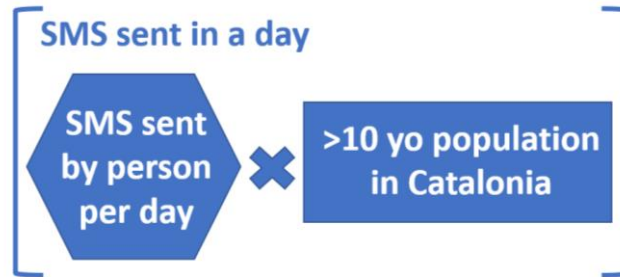 SMS sent in a day
SMS sent
by person
per day
>10 yo population
in Catalonia